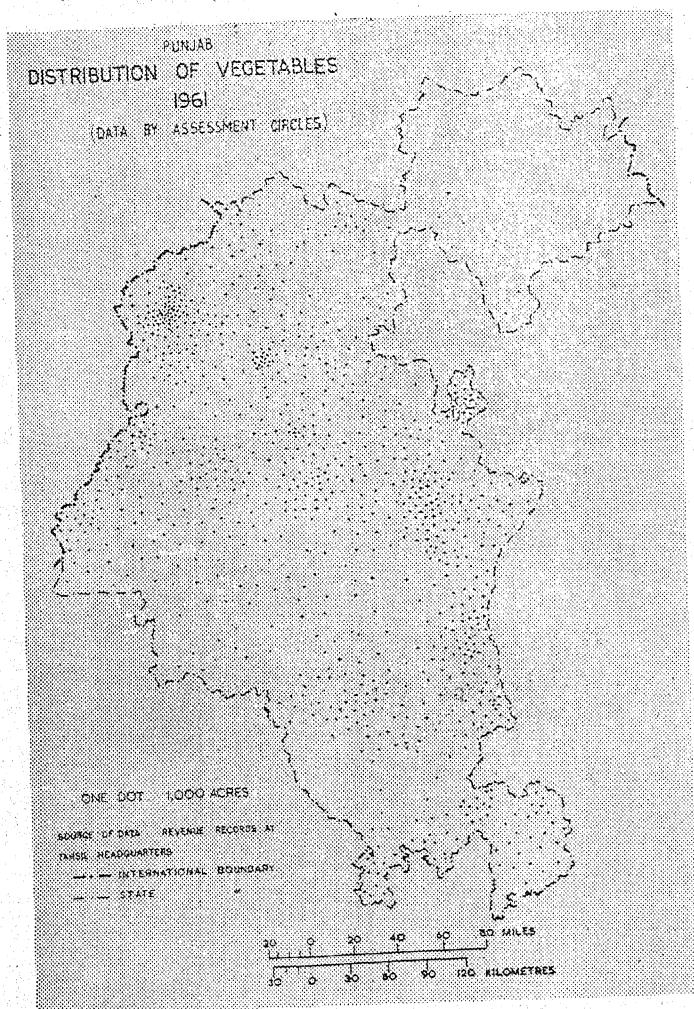 PUNJAB
DISTRIBUTION OF VEGETABLES
1961
(DATA BY ASSESSMENT CIRCLES)
ONE DOT 1,000 ACRES
SOURCE OF DATA REVENUE RECORDS AT
TAHSIL HEADQUARTERS
INTERNATIONAL BOUNDARY
STATE "
20 0 20 40 60 80 MILES
30 0 30 60 90 120 KILOMETRES